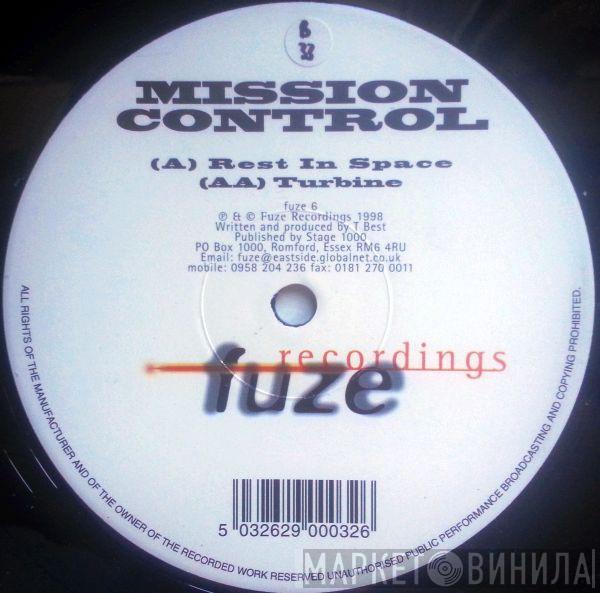 B
33
MISSION
CONTROL
(A) Rest In Space
(AA) Turbine
fuze 6
℗ & © Fuze Recordings 1998
Written and produced by T Best
Published by Stage 1000
PO Box 1000, Romford, Essex RM6 4RU
Email: fuze@eastside.globalnet.co.uk
mobile: 0958 204 236 fax: 0181 270 0011
recordings
fuze
5 032629 000326
ALL RIGHTS OF THE MANUFACTURER AND OF THE OWNER OF THE RECORDED WORK RESERVED UNAUTHORISED PUBLIC PERFORMANCE BROADCASTING AND COPYING PROHIBITED.
МАРКЕТ ВИНИЛА